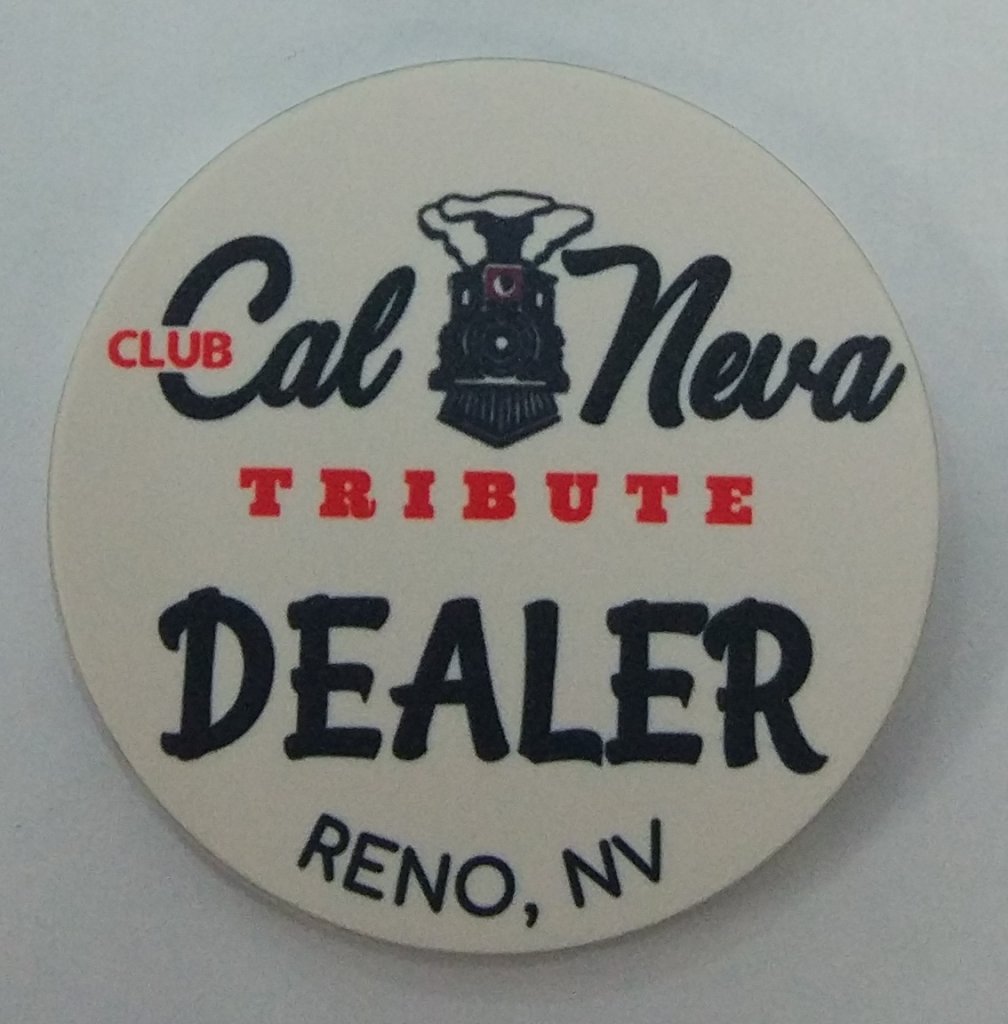 CLUB Cal Neva
TRIBUTE
DEALER
RENO, NV